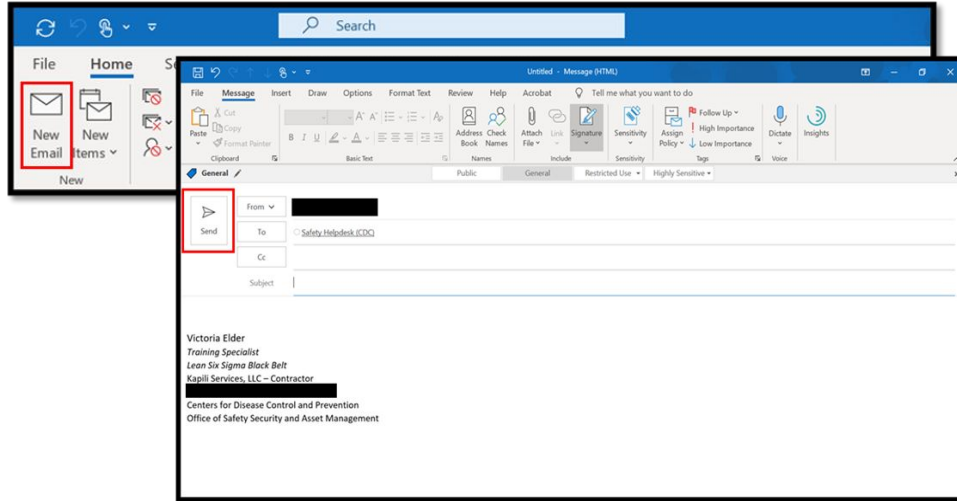 Search
File Home
New Email
New Items
New
Untitled - Message (HTML)
File Message Insert Draw Options Format Text Review Help Acrobat Tell me what you want to do
Paste
Cut
Copy
Format Painter
Clipboard
B I U A
Basic Text
Address Book
Check Names
Names
Attach File
Link
Signature
Include
Sensitivity
Sensitivity
Assign Policy
Follow Up
High Importance
Low Importance
Tags
Dictate
Voice
Insights
General Public General Restricted Use Highly Sensitive
Send
From
To Safety Helpdesk (CDC)
Cc
Subject
Victoria Elder
Training Specialist
Lean Six Sigma Black Belt
Kapili Services, LLC – Contractor
Centers for Disease Control and Prevention
Office of Safety Security and Asset Management